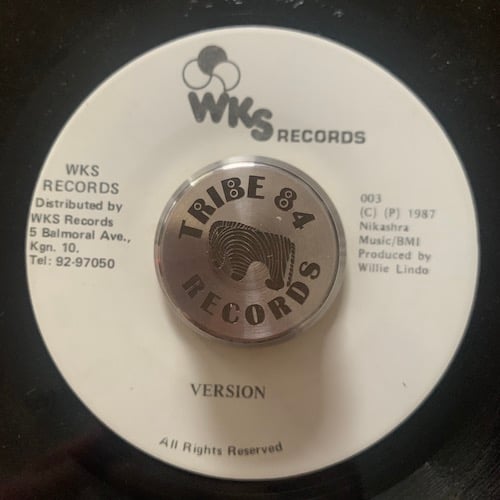 WKS RECORDS
WKS
RECORDS
Distributed by
WKS Records
5 Balmoral Ave.,
Kgn. 10.
Tel: 92-97050
TRIBE 84
RECORDS
003
(C) (P) 1987
Nikashra
Music/BMI
Produced by
Willie Lindo
VERSION
All Rights Reserved